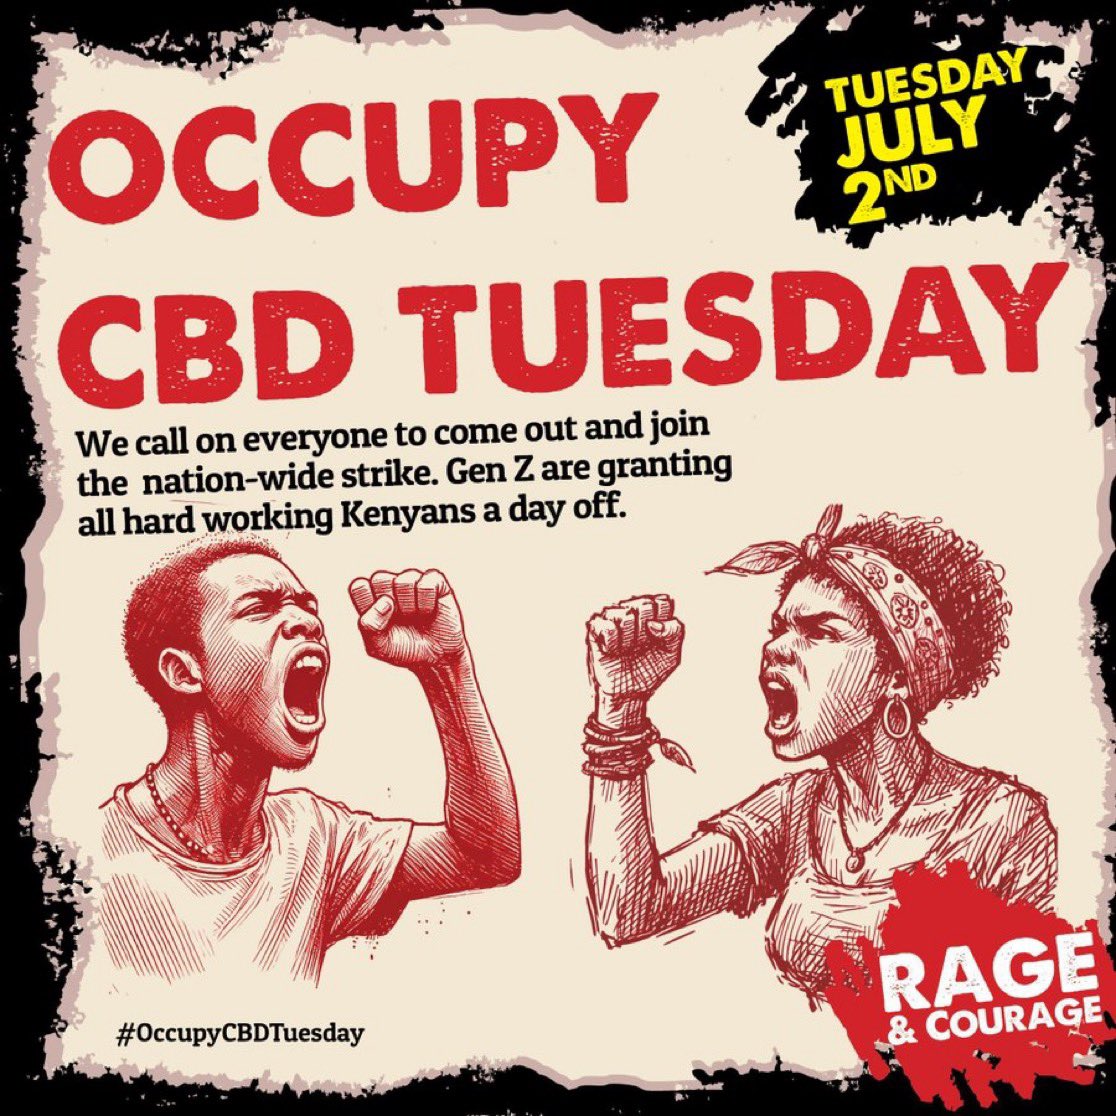 OCCUPY
TUESDAY
JULY
2ND
CBD TUESDAY
We call on everyone to come out and join
the nation-wide strike. Gen Z are granting
all hard working Kenyans a day off.
RAGE
& COURAGE
#OccupyCBDTuesday